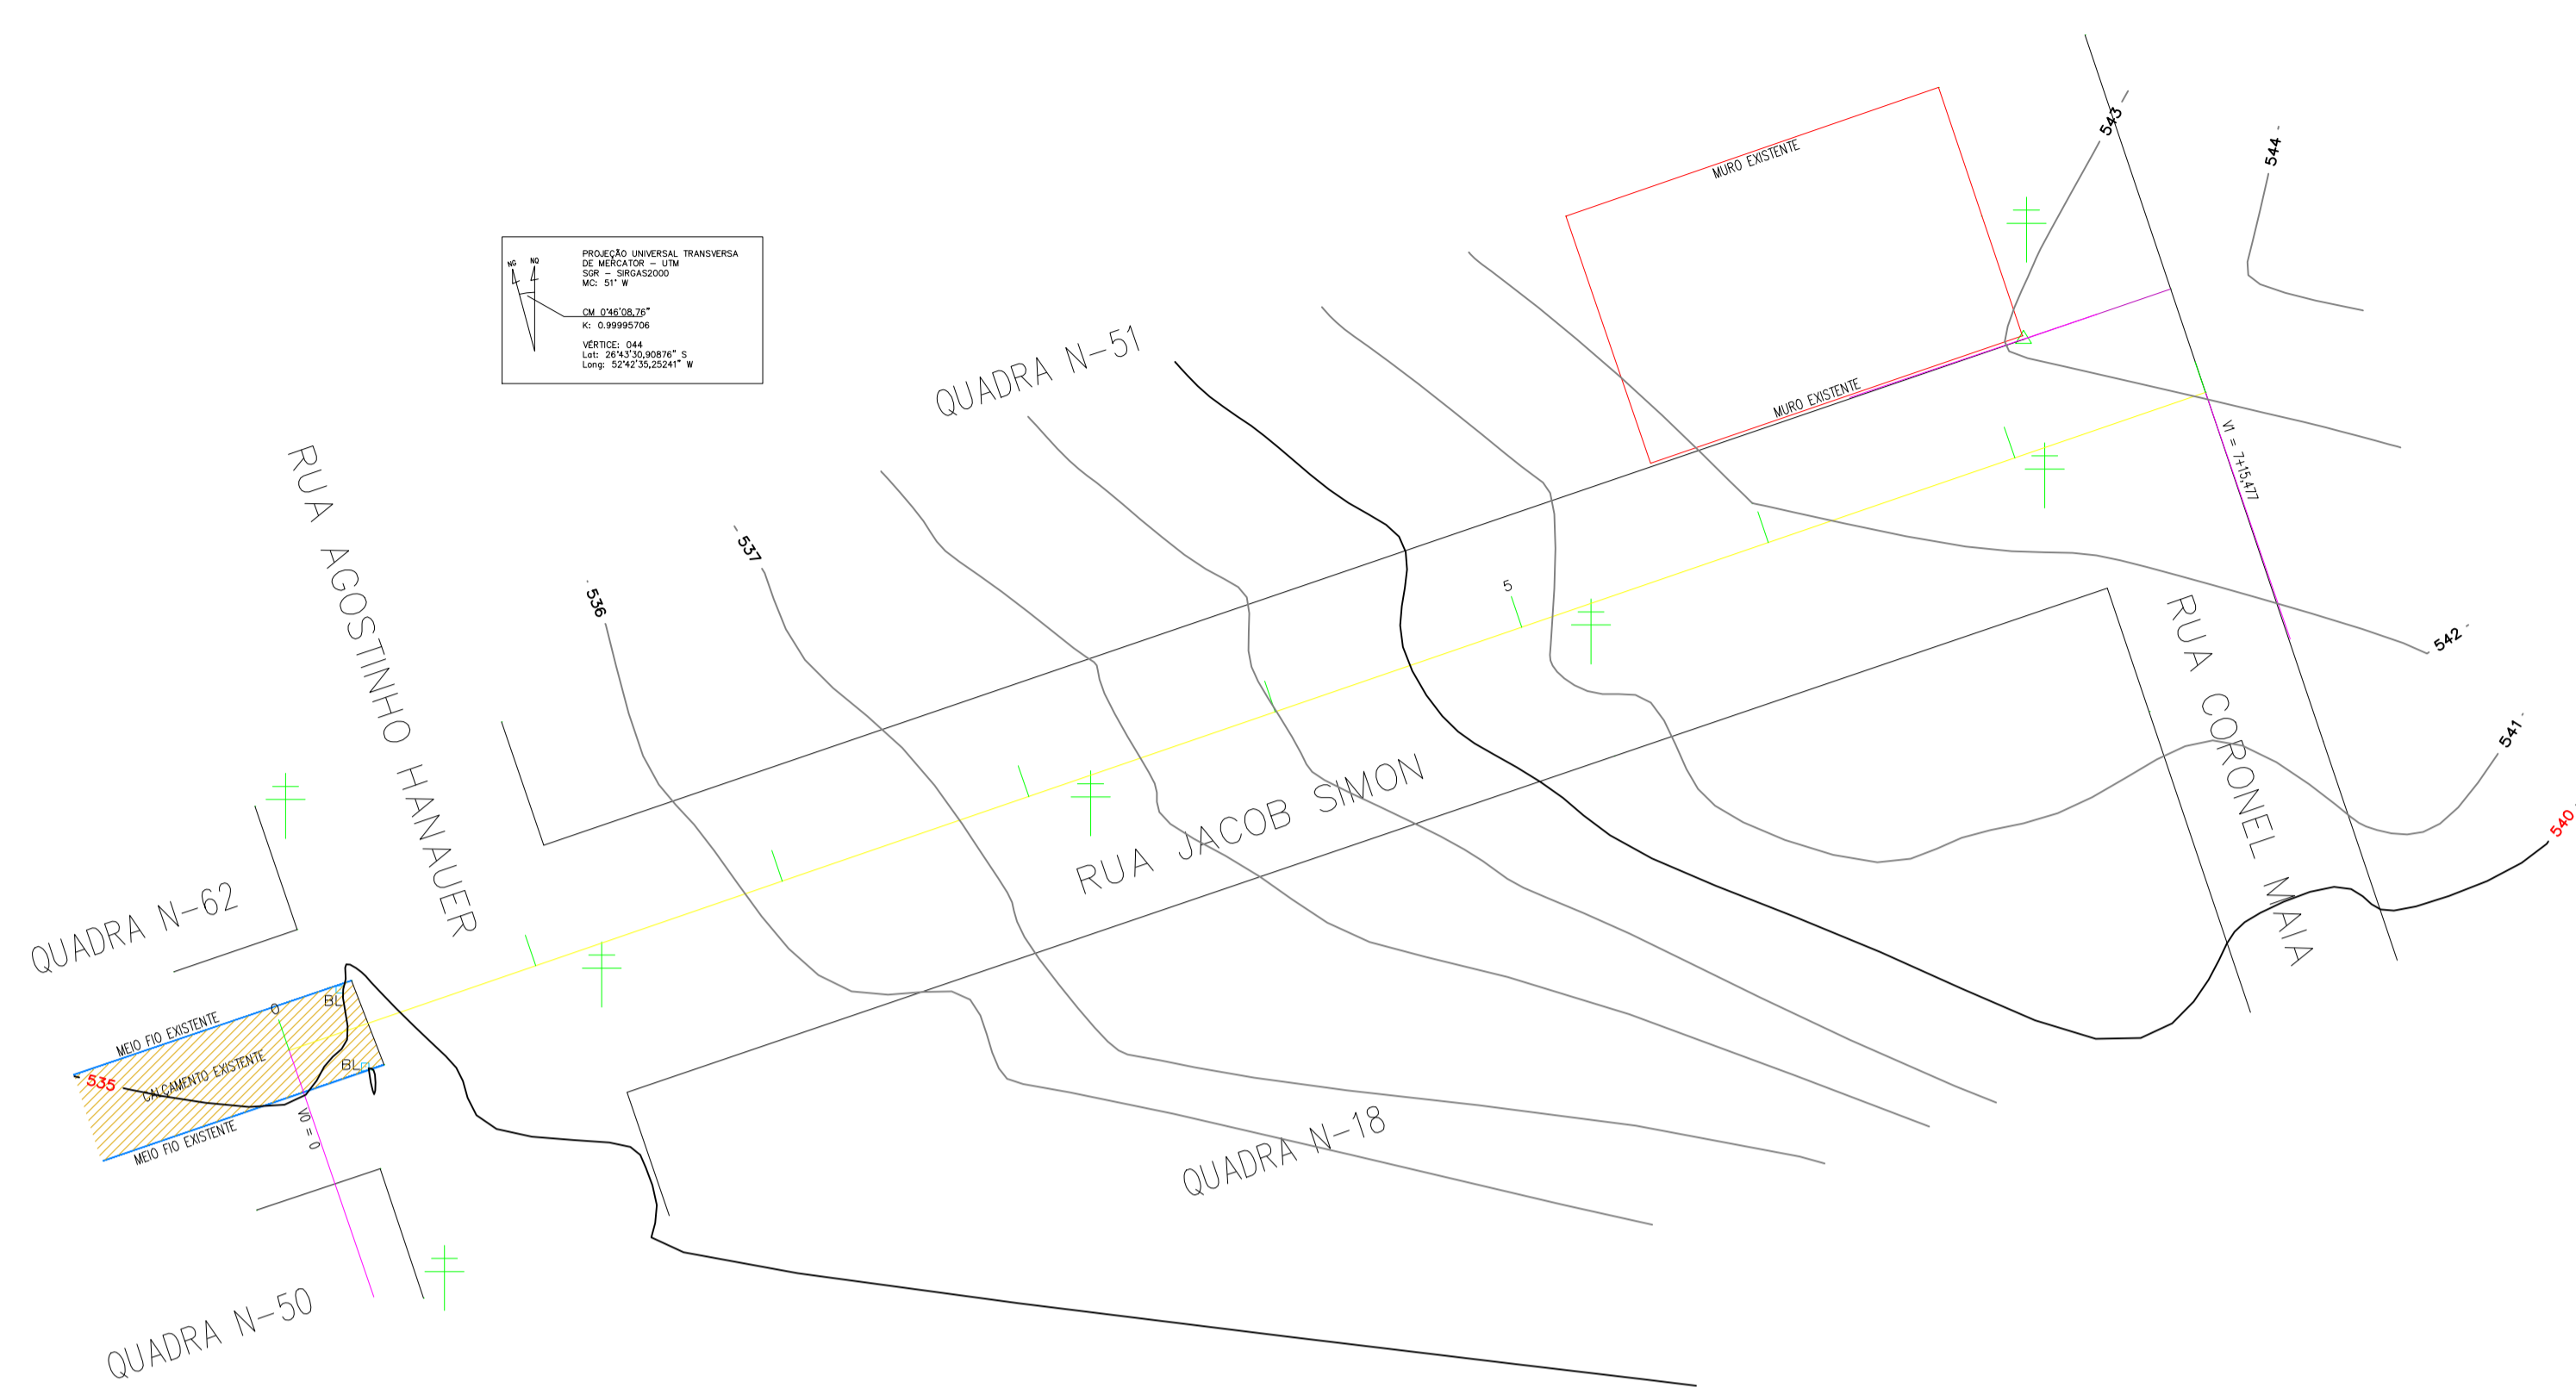 543
544
MURO EXISTENTE
NG
NQ
PROJEÇÃO UNIVERSAL TRANSVERSA
DE MERCATOR – UTM
SGR – SIRGAS2000
MC: 51° W
CM 0°46'08,76"
K: 0.99995706
VÉRTICE: 044
Lat: 26°43'30,90876" S
Long: 52°42'35,25241" W
QUADRA N-51
MURO EXISTENTE
V1 = 7+15,477
RUA AGOSTINHO HANAUER
537
536
5
RUA CORONEL MAIA
542
541
540
RUA JACOB SIMON
QUADRA N-62
BL
0
MEIO FIO EXISTENTE
BL
CALÇAMENTO EXISTENTE
535
V0 = 0
MEIO FIO EXISTENTE
QUADRA N-18
QUADRA N-50